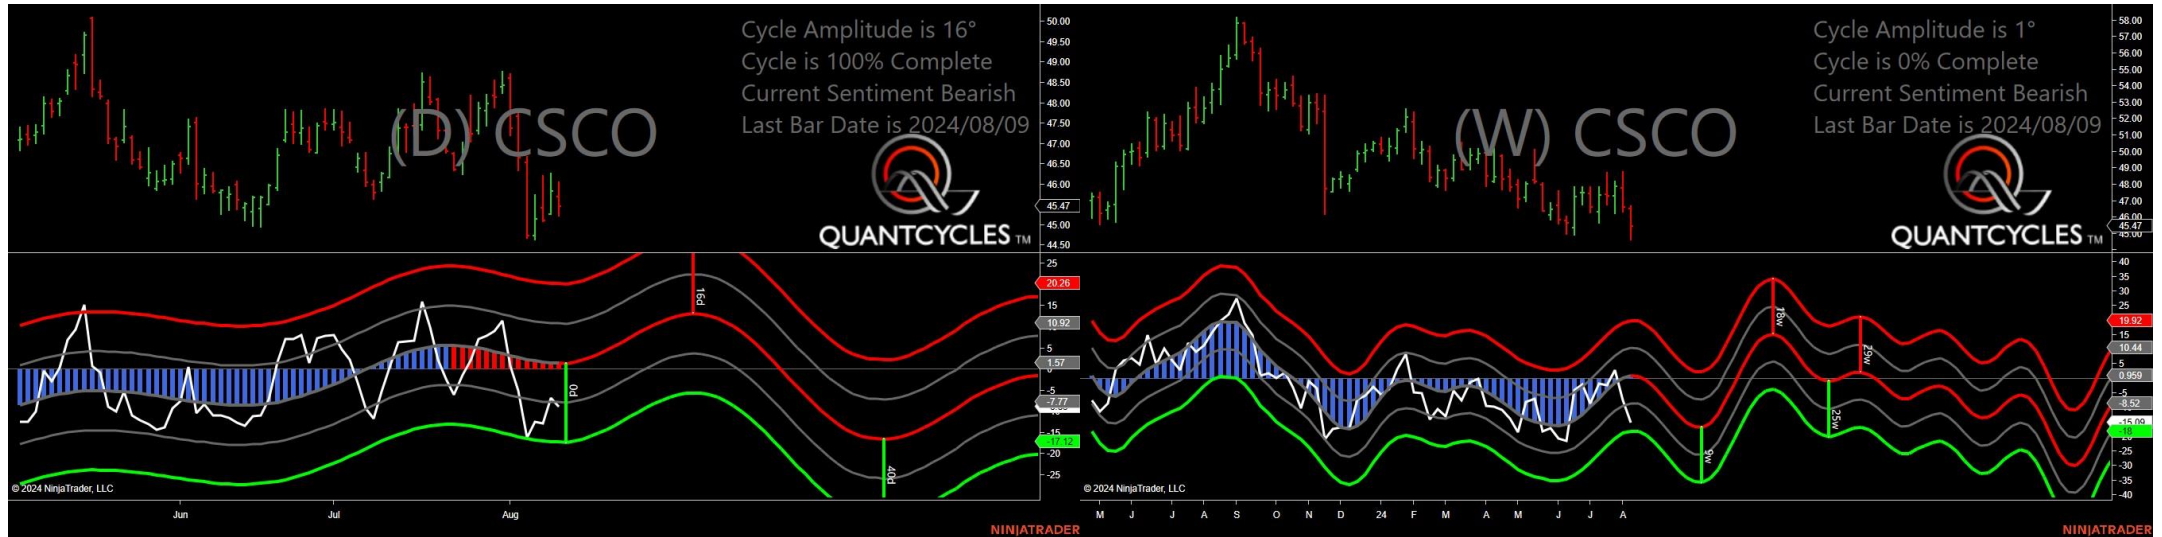 Cycle Amplitude is 16°
Cycle is 100% Complete
Current Sentiment Bearish
Last Bar Date is 2024/08/09
(D) CSCO
QUANTCYCLES TM
50.00
49.50
49.00
48.50
48.00
47.50
47.00
46.50
46.00
45.47
45.00
44.50
25
20.26
15
10.92
5
1.57
-5
-7.77
-15
-17.12
-20
-25
16d
0d
40d
© 2024 NinjaTrader, LLC
Jun
Jul
Aug
NINJATRADER
Cycle Amplitude is 1°
Cycle is 0% Complete
Current Sentiment Bearish
Last Bar Date is 2024/08/09
(W) CSCO
QUANTCYCLES TM
58.00
57.00
56.00
55.00
54.00
53.00
52.00
51.00
50.00
49.00
48.00
47.00
46.00
45.47
45.00
40
35
30
25
19.92
15
10.44
5
0.959
-5
-8.52
-15.09
-18
-25
-30
-35
-40
18w
29w
25w
9w
© 2024 NinjaTrader, LLC
M
J
J
A
S
O
N
D
24
F
M
A
M
J
J
A
NINJATRADER